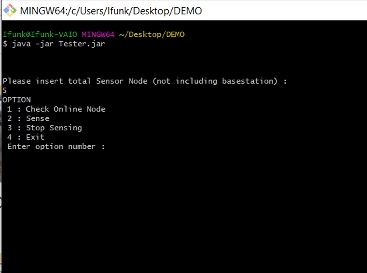 MINGW64:/c/Users/Ifunk/Desktop/DEMO
Ifunk@Ifunk-VAIO MINGW64 ~/Desktop/DEMO
$ java -jar Tester.jar
Please insert total Sensor Node (not including basestation) :
5
OPTION
1 : Check Online Node
2 : Sense
3 : Stop Sensing
4 : Exit
Enter option number :